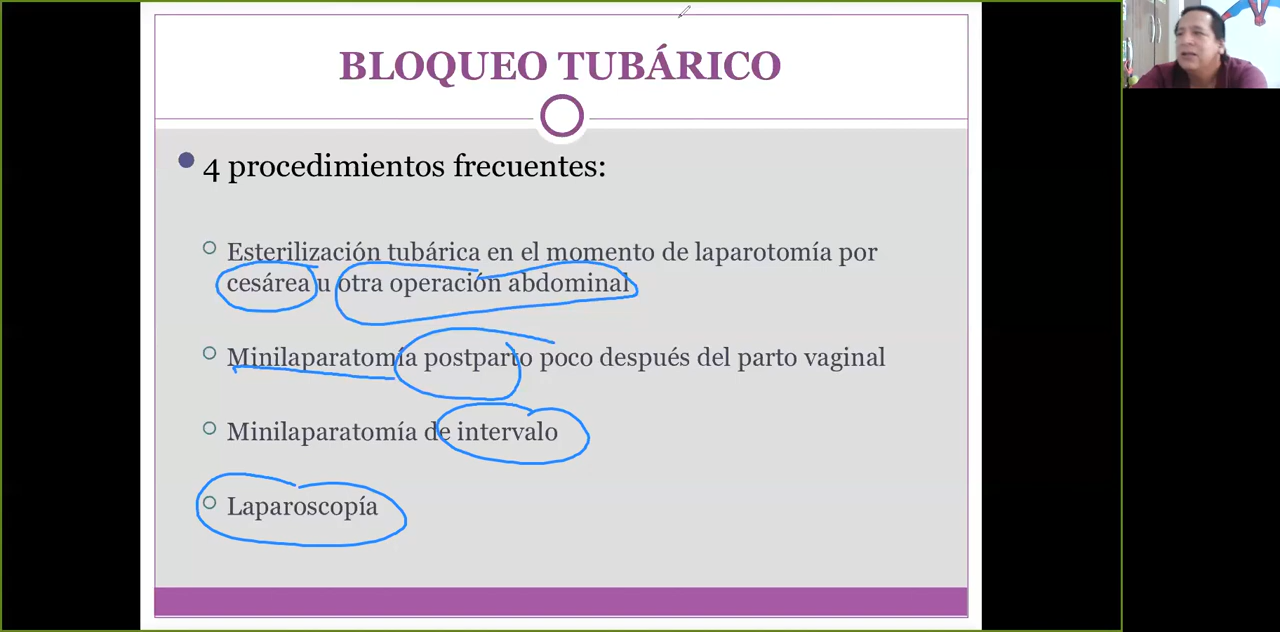 BLOQUEO TUBÁRICO
4 procedimientos frecuentes:
Esterilización tubárica en el momento de laparotomía por
cesárea u otra operación abdominal
Minilaparatomía postparto poco después del parto vaginal
Minilaparatomía de intervalo
Laparoscopía